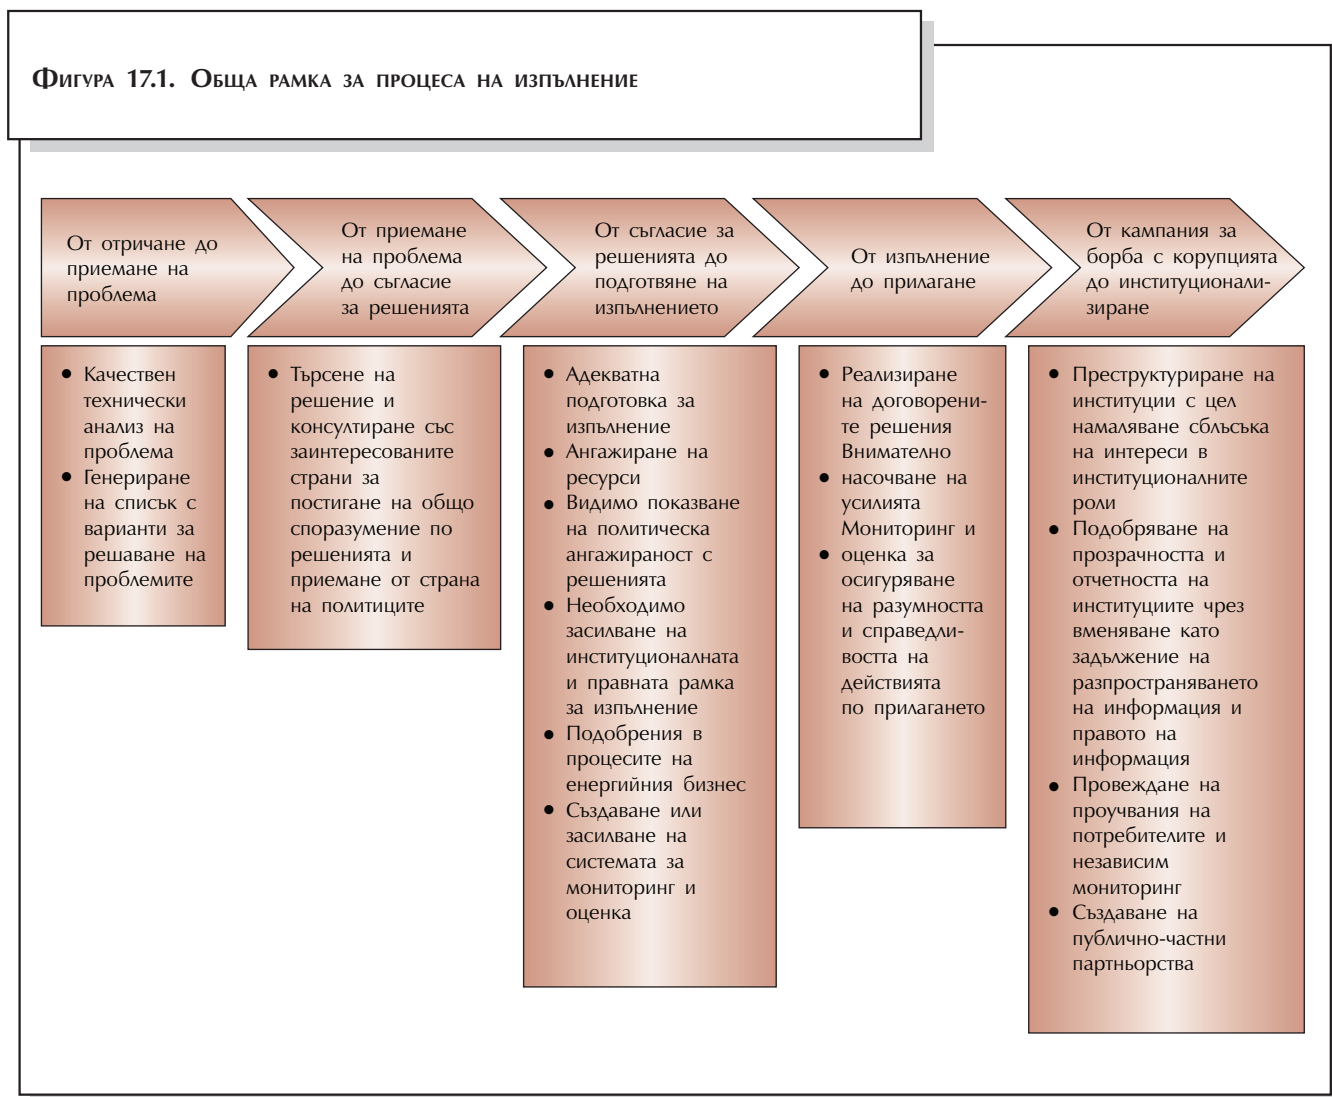 Фигура 17.1. Обща рамка за процеса на изпълнение
От отричане до
приемане на
проблема
От приемане
на проблема
до съгласие
за решенията
От съгласие за
решенията до
подготвяне на
изпълнението
От изпълнение
до прилагане
От кампания за
борба с корупцията
до институционали-
зиране
● Качествен
технически
анализ на
проблема
● Генериране
на списък с
варианти за
решаване на
проблемите
● Търсене на
решение и
консултиране със
заинтересованите
страни за
постигане на общо
споразумение по
решенията и
приемане от страна
на политиците
● Адекватна
подготовка за
изпълнение
● Ангажиране на
ресурси
● Видимо показване
на политическа
ангажираност с
решенията
● Необходимо
засилване на
институционалната
и правната рамка
за изпълнение
● Подобрения в
процесите на
енергийния бизнес
● Създаване или
засилване на
системата за
мониторинг и
оценка
● Реализиране
на договорени-
те решения
Внимателно
● насочване на
усилията
Мониторинг и
● оценка за
осигуряване
на разумността
и справедли-
востта на
действията
по прилагането
● Преструктуриране на
институции с цел
намаляване сблъсъка
на интереси в
институционалните
роли
● Подобряване на
прозрачността и
отчетността на
институциите чрез
вменяване като
задължение на
разпространяването
на информация и
правото на
информация
● Провеждане на
проучвания на
потребителите и
независим
мониторинг
● Създаване на
публично-частни
партньорства